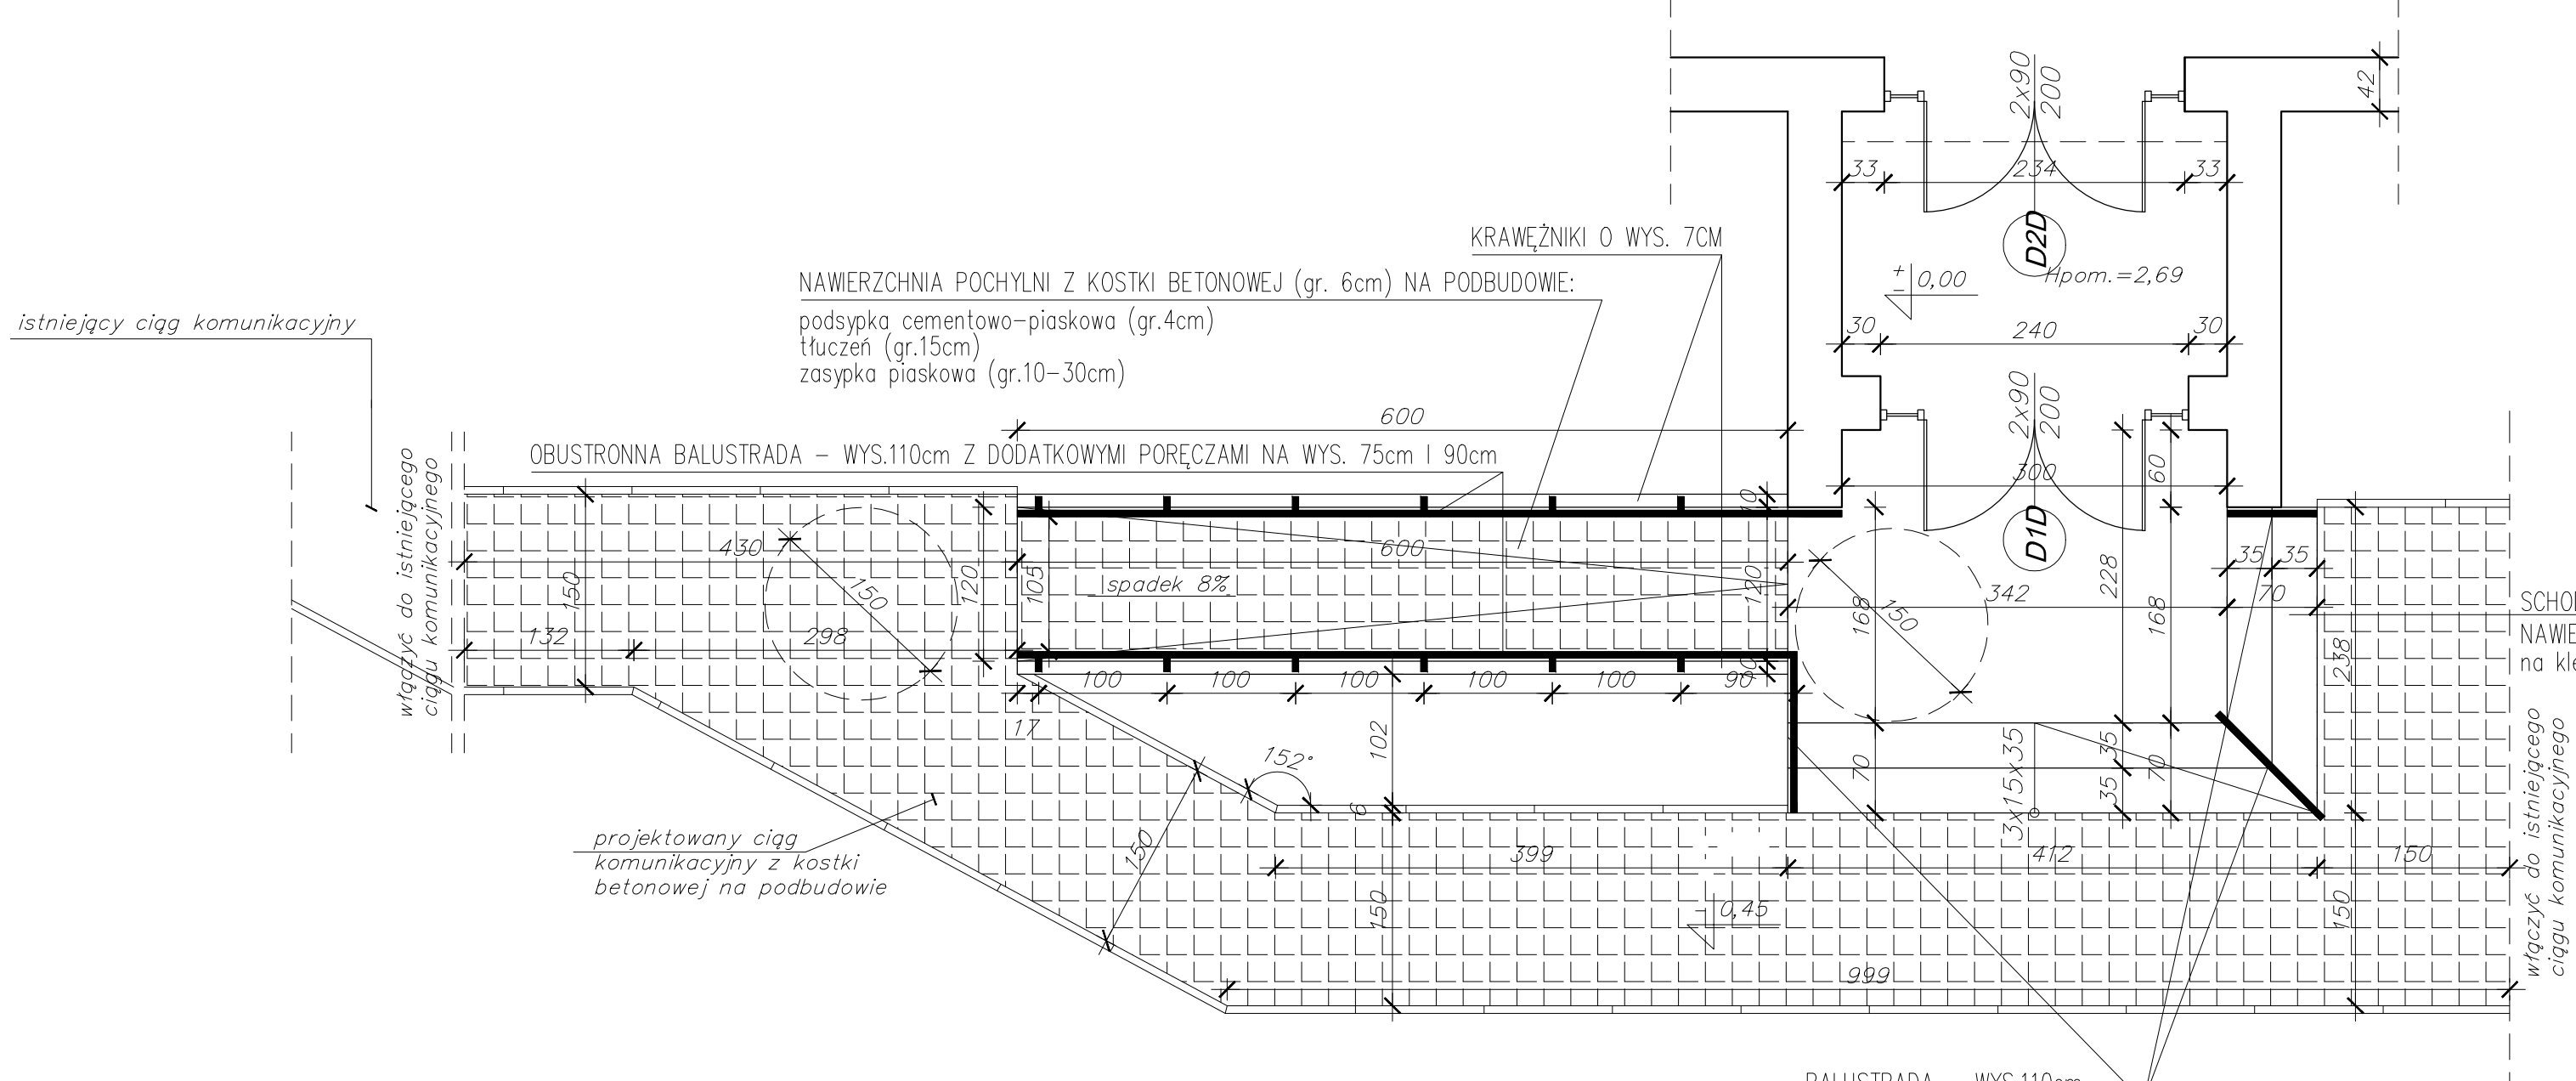 2x90
200
42
33
234
33
D2D
KRAWĘŻNIKI O WYS. 7CM
+
-
0,00
Hpom.=2,69
NAWIERZCHNIA POCHYLNI Z KOSTKI BETONOWEJ (gr. 6cm) NA PODBUDOWIE:
podsypka cementowo-piaskowa (gr.4cm)
tłuczeń (gr.15cm)
zasypka piaskowa (gr.10-30cm)
istniejący ciąg komunikacyjny
30
240
30
2x90
200
600
OBUSTRONNA BALUSTRADA - WYS.110cm Z DODATKOWYMI PORĘCZAMI NA WYS. 75cm I 90cm
60
300
włączyć do istniejącego
ciągu komunikacyjnego
10
D1D
430
600
35
35
150
150
120
105
spadek 8%
120
168
150
342
228
168
70
SCHO
NAWIE
na kle
132
298
238
100
100
100
100
100
90
10
17
102
152°
70
3x15x35
35
35
70
6
projektowany ciąg
komunikacyjny z kostki
betonowej na podbudowie
150
399
412
150
włączyć do istniejącego
ciągu komunikacyjnego
150
-
0,45
150
999
BALUSTRADA - WYS.110cm